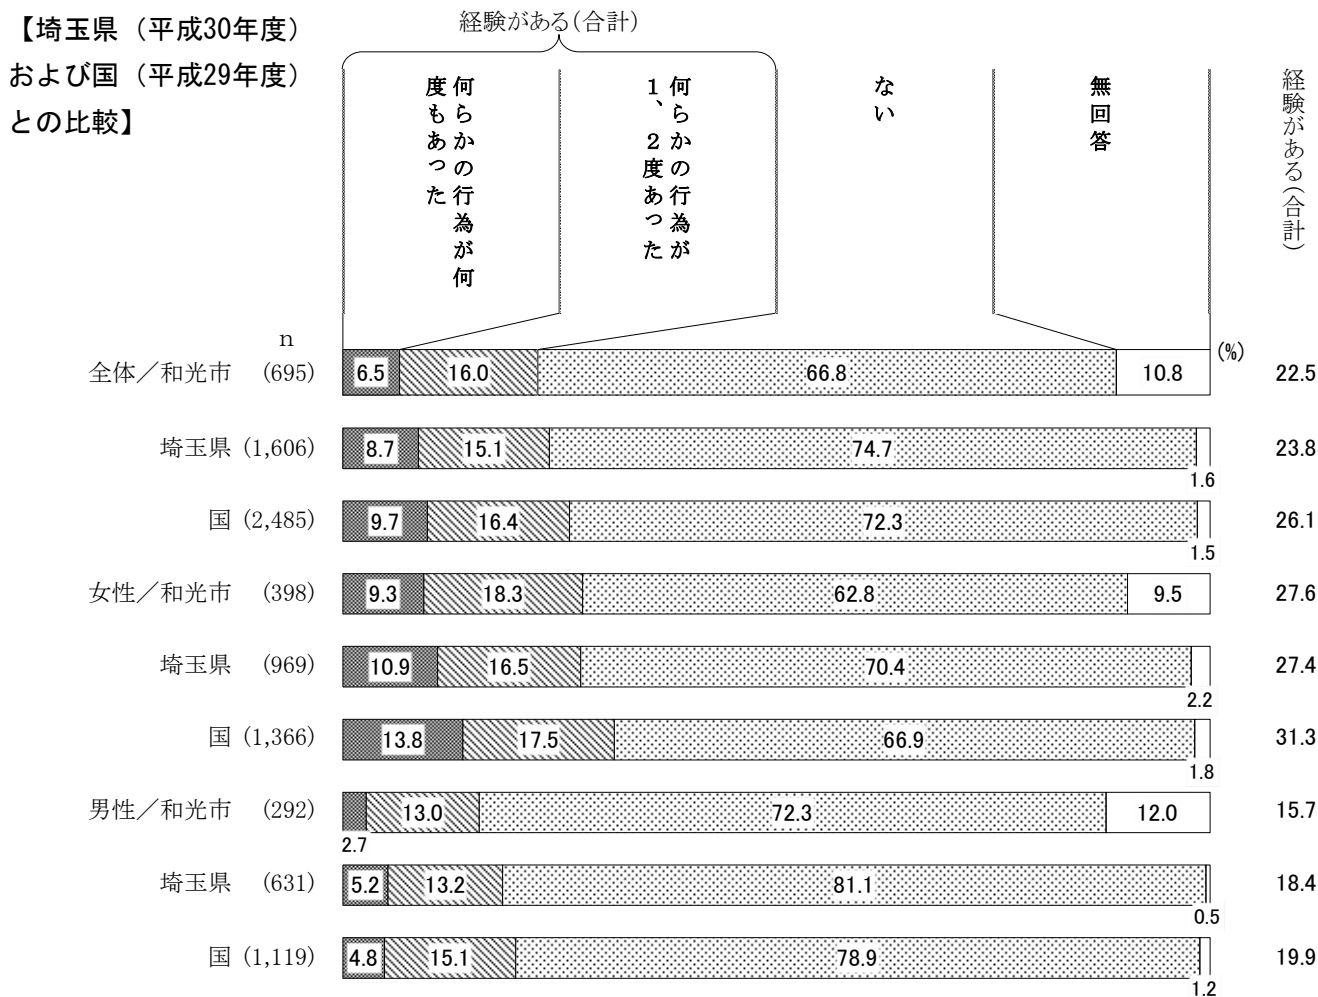 【埼玉県（平成30年度）
および国（平成29年度）
との比較】
経験がある(合計)
何らかの行為が何
度もあった
何らかの行為が
１、２度あった
ない
無回答
経験がある(合計)
n
(%)
全体／和光市 (695) 6.5 16.0 66.8 10.8 22.5
埼玉県 (1,606) 8.7 15.1 74.7 1.6 23.8
国 (2,485) 9.7 16.4 72.3 1.5 26.1
女性／和光市 (398) 9.3 18.3 62.8 9.5 27.6
埼玉県 (969) 10.9 16.5 70.4 2.2 27.4
国 (1,366) 13.8 17.5 66.9 1.8 31.3
男性／和光市 (292) 2.7 13.0 72.3 12.0 15.7
埼玉県 (631) 5.2 13.2 81.1 0.5 18.4
国 (1,119) 4.8 15.1 78.9 1.2 19.9